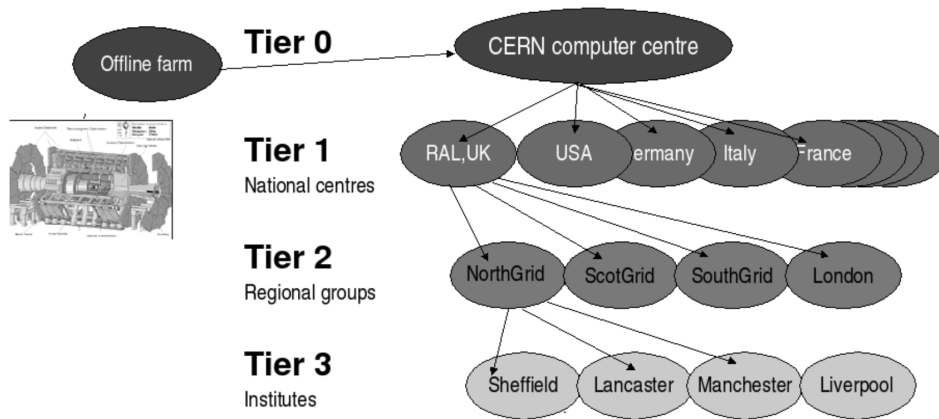 Tier 0
CERN computer centre
Offline farm
Tier 1
National centres
RAL,UK
USA
ermany
Italy
France
Tier 2
Regional groups
NorthGrid
ScotGrid
SouthGrid
London
Tier 3
Institutes
Sheffield
Lancaster
Manchester
Liverpool